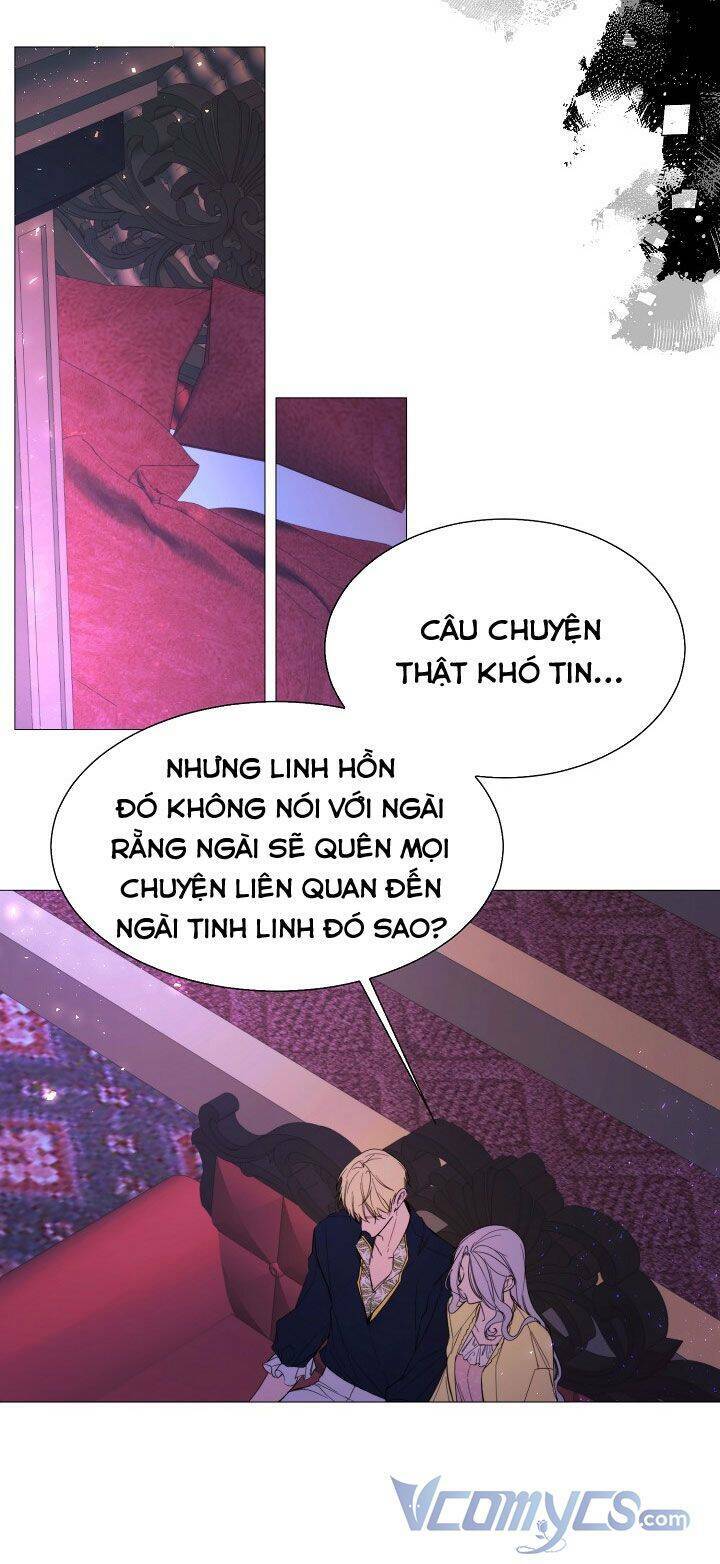 CÂU CHUYỆN
THẬT KHÓ TIN...
NHƯNG LINH HỒN
ĐÓ KHÔNG NÓI VỚI NGÀI
RẰNG NGÀI SẼ QUÊN MỌI
CHUYỆN LIÊN QUAN ĐẾN
NGÀI TINH LINH ĐÓ SAO?
VCOMYCS.com